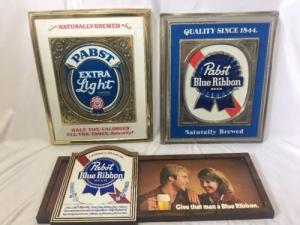 NATURALLY-BREWED
PABST
EXTRA
Light
HALF THE CALORIES
ALL THE TASTE, Naturally!
QUALITY SINCE 1844.
Pabst
Blue Ribbon
BEER
Naturally Brewed
Pabst
Blue Ribbon
Give that man a Blue Ribbon.